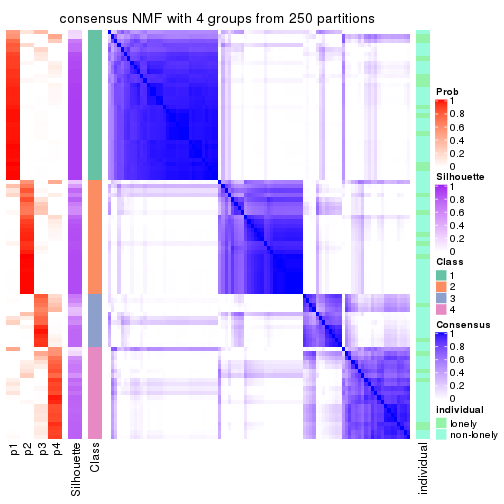 consensus NMF with 4 groups from 250 partitions
Prob
1
0.8
0.6
0.4
0.2
0
Silhouette
1
0.8
0.6
0.4
0.2
0
Class
1
2
3
4
Consensus
1
0.8
0.6
0.4
0.2
0
individual
lonely
non-lonely
p1
p2
p3
p4
Silhouette
Class
individual